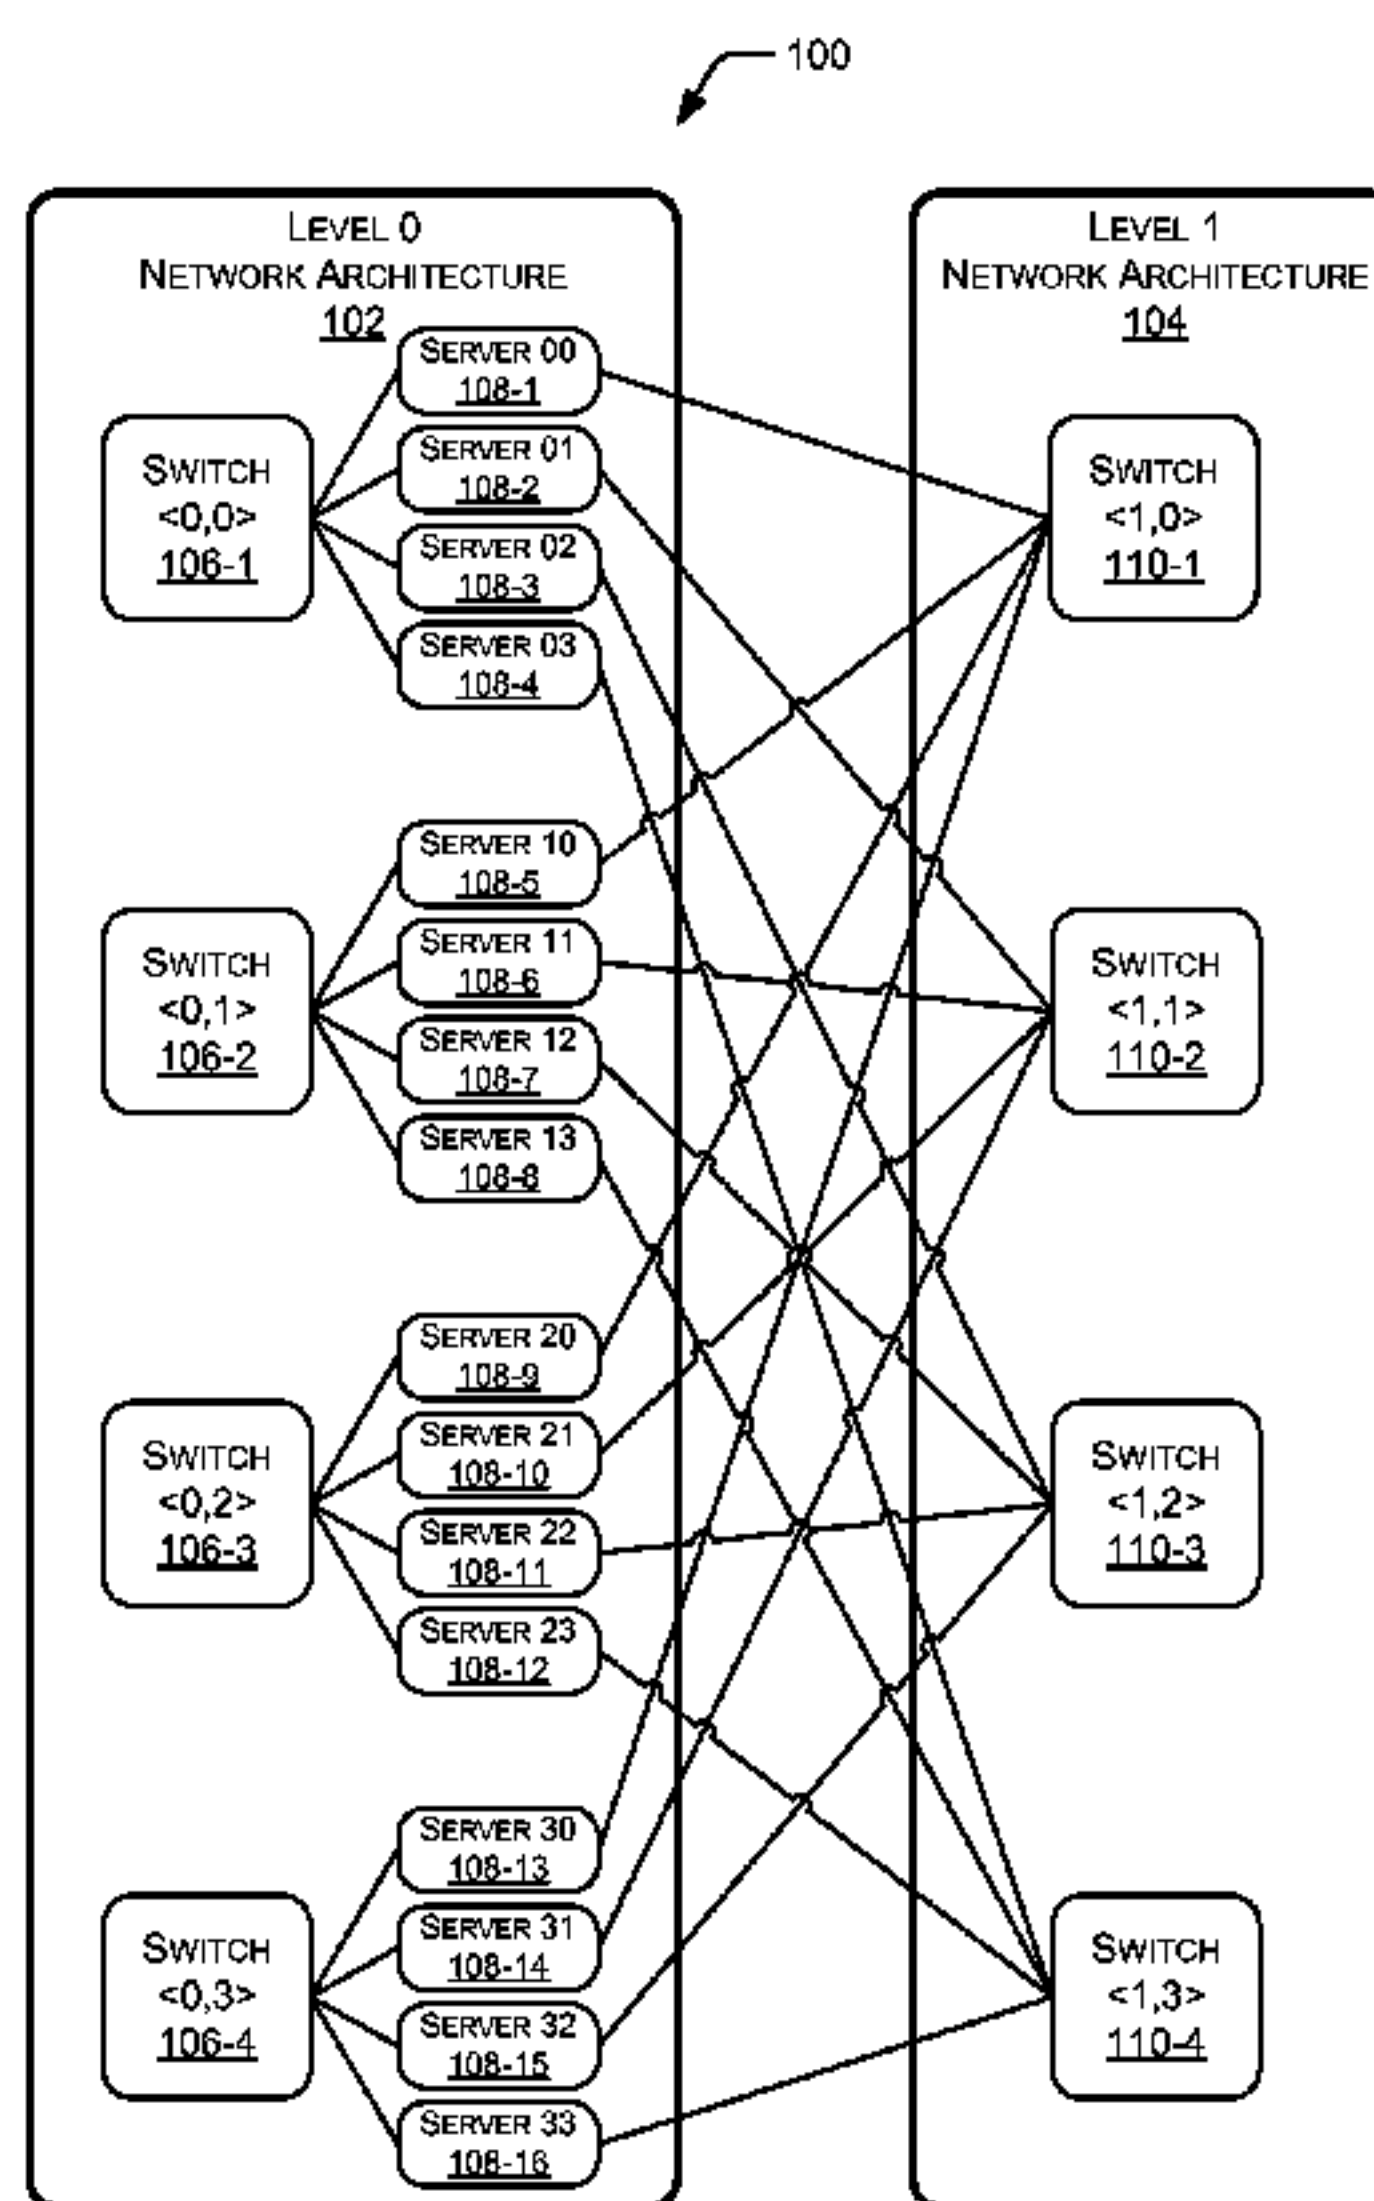 100
LEVEL 0
NETWORK ARCHITECTURE
102
SERVER 00
108-1
SERVER 01
108-2
SERVER 02
108-3
SERVER 03
108-4
SWITCH
<0,0>
106-1
SERVER 10
108-5
SERVER 11
108-6
SERVER 12
108-7
SERVER 13
108-8
SWITCH
<0,1>
106-2
SERVER 20
108-9
SERVER 21
108-10
SERVER 22
108-11
SERVER 23
108-12
SWITCH
<0,2>
106-3
SERVER 30
108-13
SERVER 31
108-14
SERVER 32
108-15
SERVER 33
108-16
SWITCH
<0,3>
106-4
LEVEL 1
NETWORK ARCHITECTURE
104
SWITCH
<1,0>
110-1
SWITCH
<1,1>
110-2
SWITCH
<1,2>
110-3
SWITCH
<1,3>
110-4